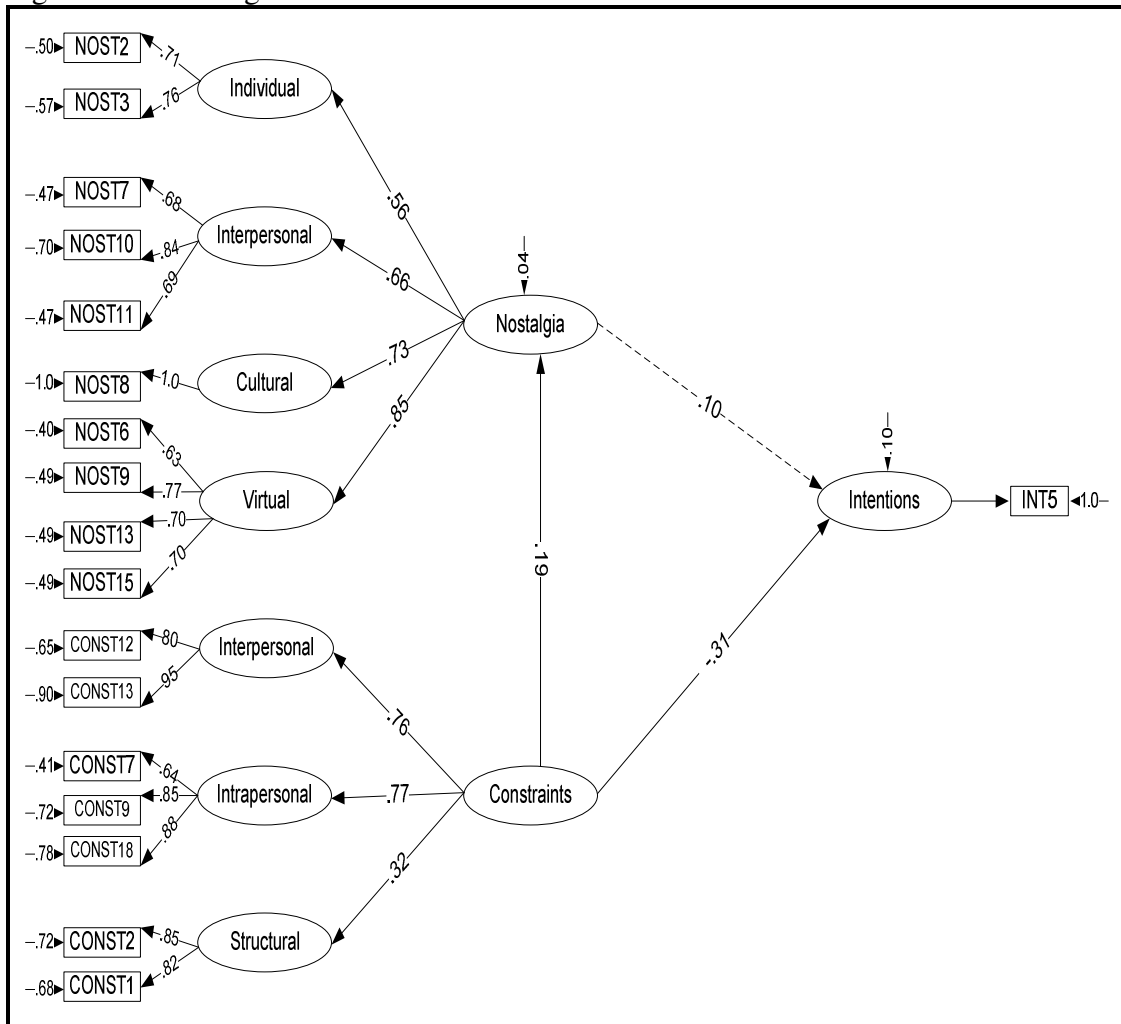 -.50 NOST2 .71
Individual
-.57 NOST3 .76
.56
-.47 NOST7 .68
Interpersonal
-.70 NOST10 .84
.66
-.47 NOST11 .69
.04
Nostalgia
-1.0 NOST8 1.0
Cultural
.73
.10
-.40 NOST6 .63
.85
.10
-.49 NOST9 .77
Virtual
Intentions
INT5 1.0
-.49 NOST13 .70
-.49 NOST15 .70
.19
-.65 CONST12 .80
Interpersonal
-.31
-.90 CONST13 .95
.76
-.41 CONST7 .64
Intrapersonal
.77
Constraints
-.72 CONST9 .85
-.78 CONST18 .88
.32
-.72 CONST2 .85
Structural
-.68 CONST1 .82